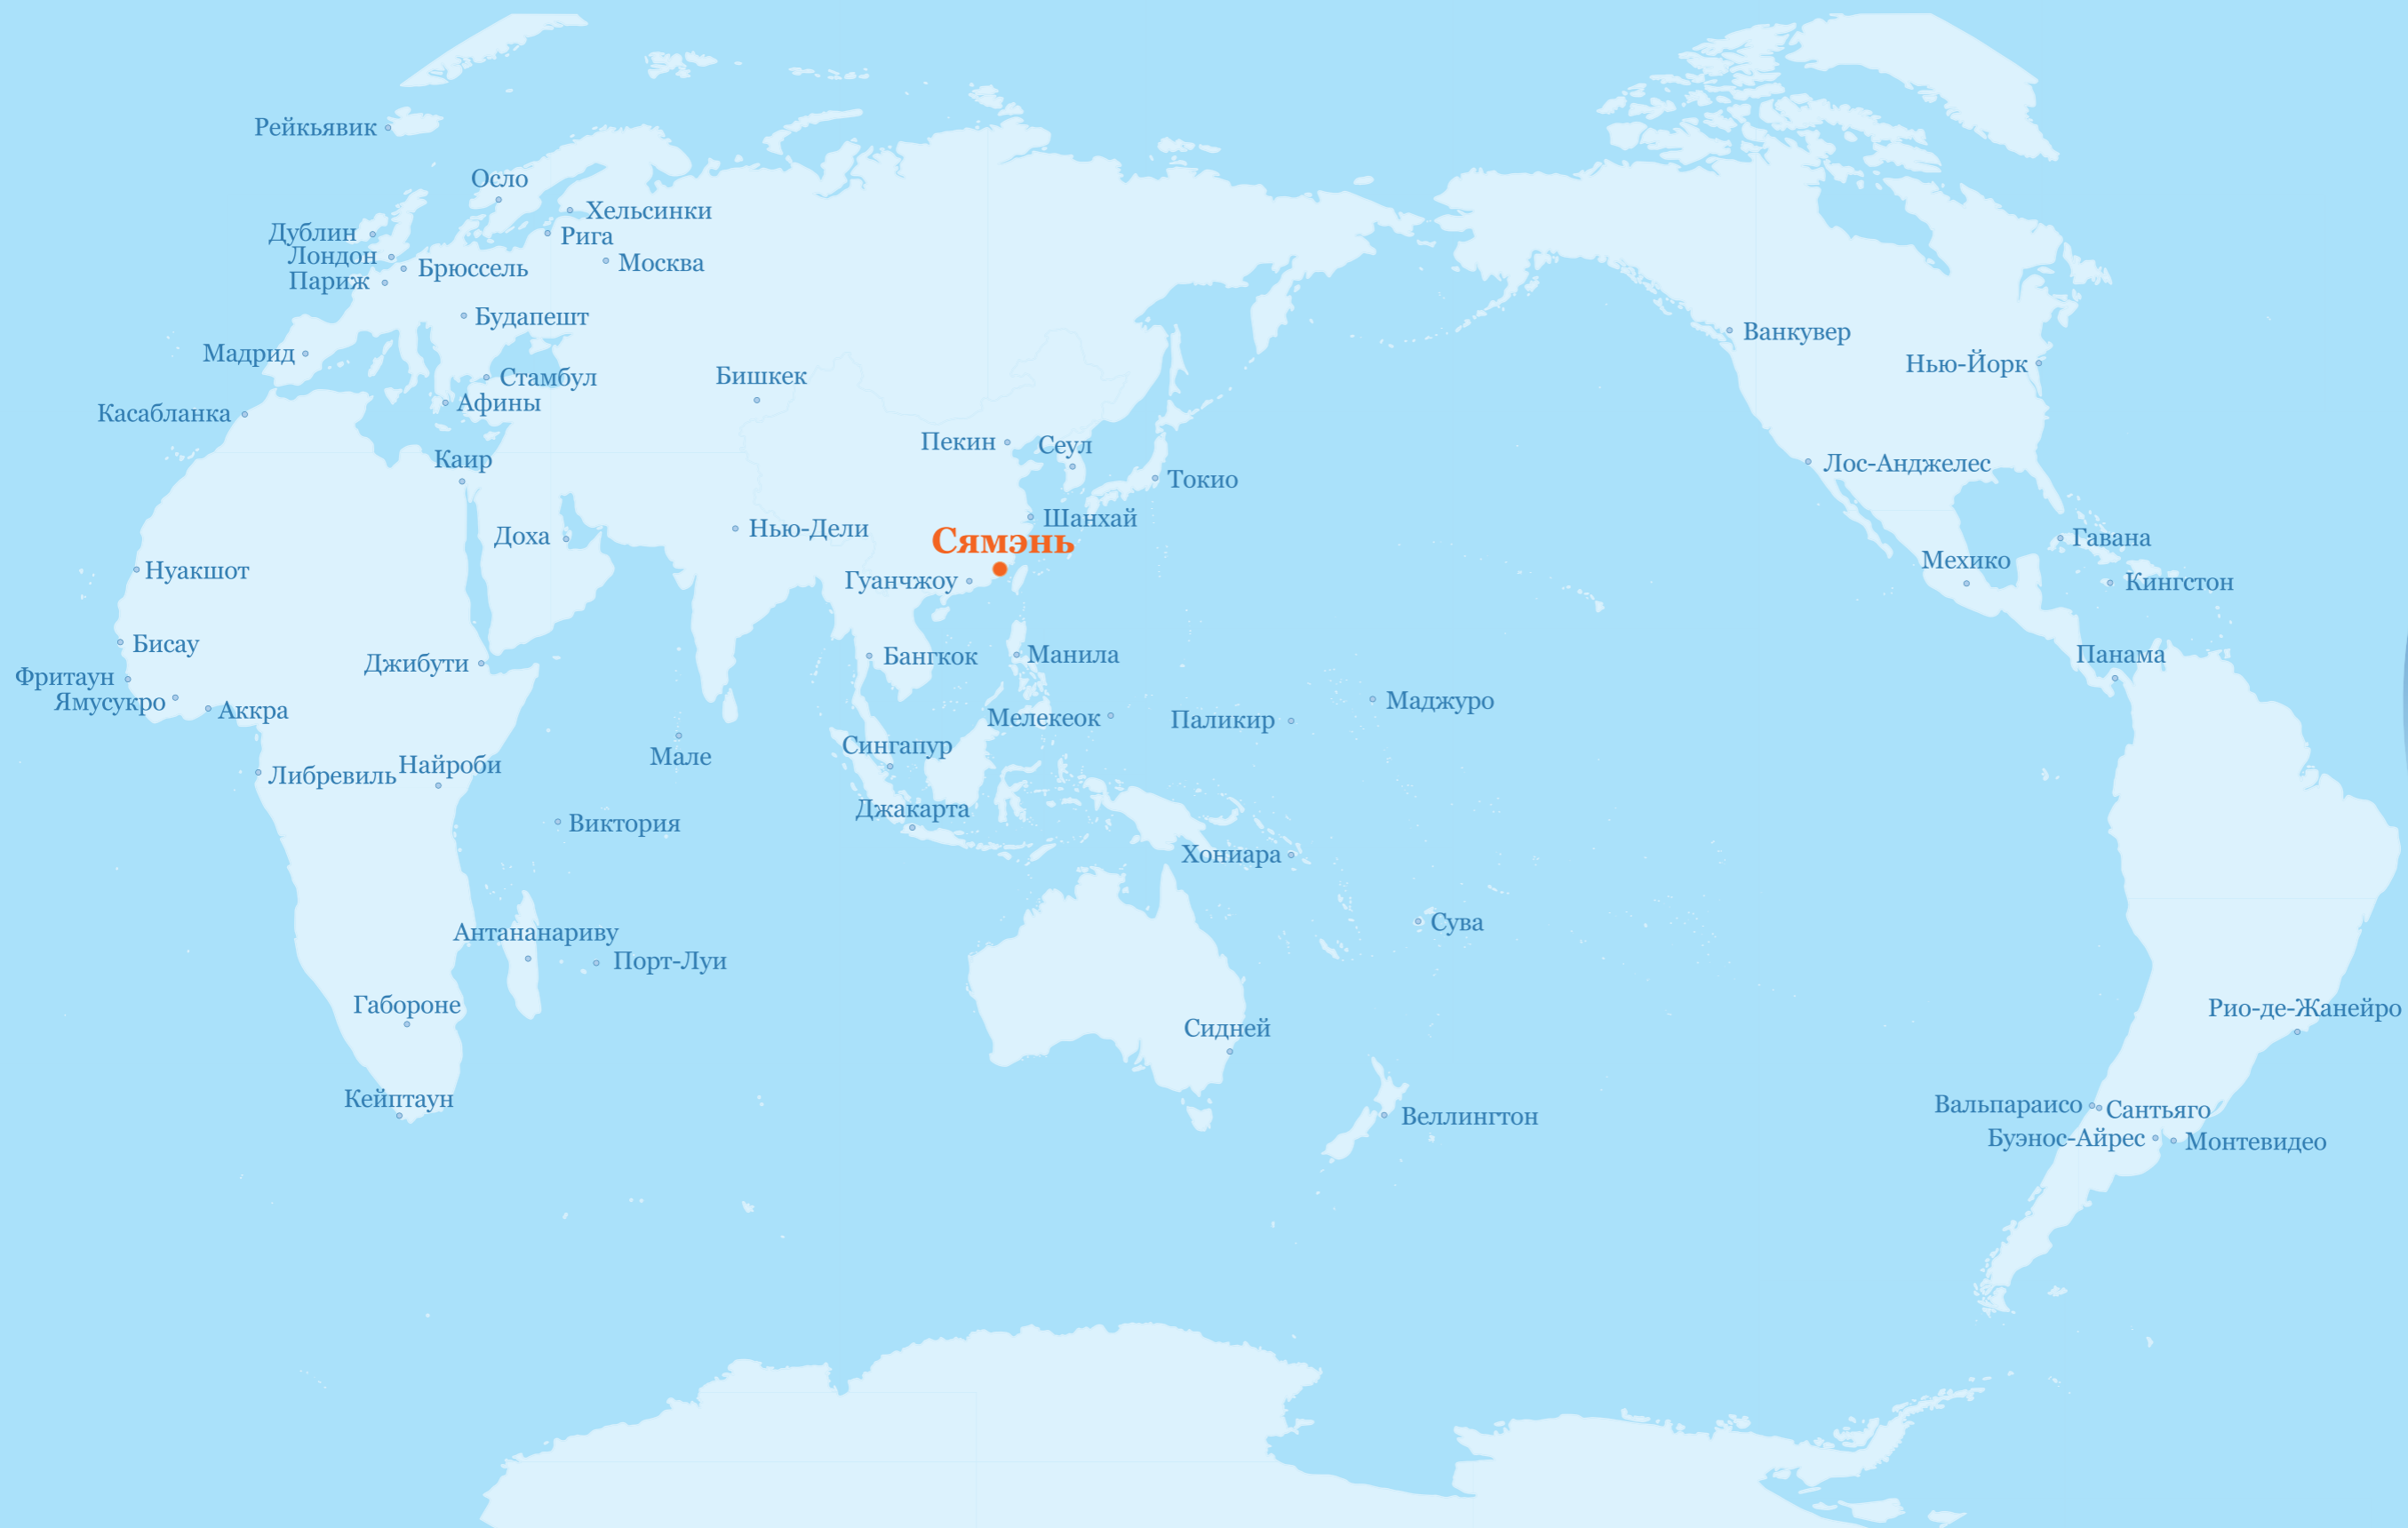 Рейкьявик
Осло
Хельсинки
Дублин
Рига
Лондон
Москва
Брюссель
Париж
Будапешт
Ванкувер
Мадрид
Нью-Йорк
Стамбул
Бишкек
Афины
Касабланка
Пекин
Сеул
Каир
Лос-Анджелес
Токио
Шанхай
Нью-Дели
Доха
Сямэнь
Гавана
Мехико
Нуакшот
Гуанчжоу
Кингстон
Бисау
Джибути
Бангкок
Манила
Панама
Фритаун
Ямусукро
Аккра
Маджуро
Мелекеок
Паликир
Сингапур
Мале
Найроби
Либревиль
Джакарта
Виктория
Хониара
Сува
Антананариву
Порт-Луи
Габороне
Рио-де-Жанейро
Сидней
Кейптаун
Веллингтон
Вальпараисо
Сантьяго
Буэнос-Айрес
Монтевидео